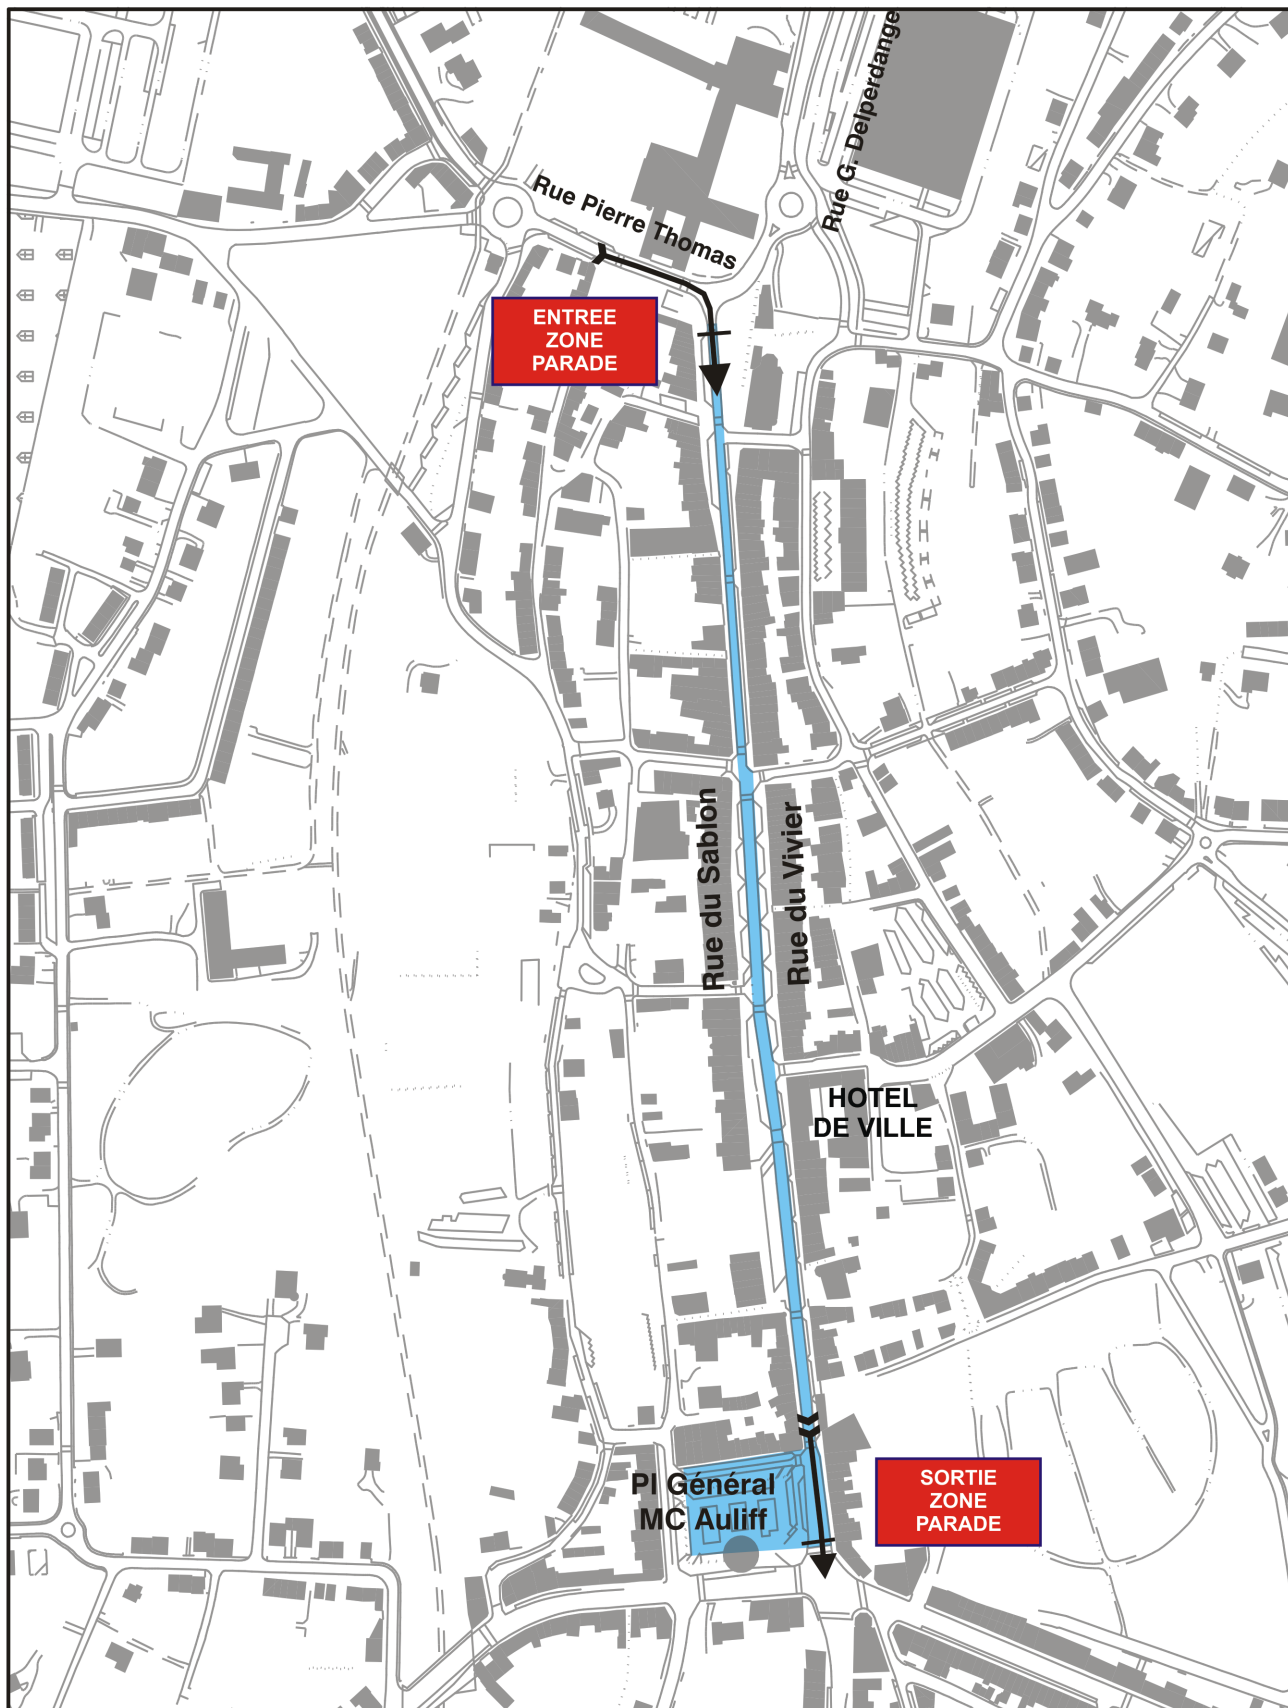 Rue G. Delperdange
Rue Pierre Thomas
ENTREE
ZONE
PARADE
Rue du Sablon
Rue du Vivier
HOTEL
DE VILLE
Pl Général
MC Auliff
SORTIE
ZONE
PARADE